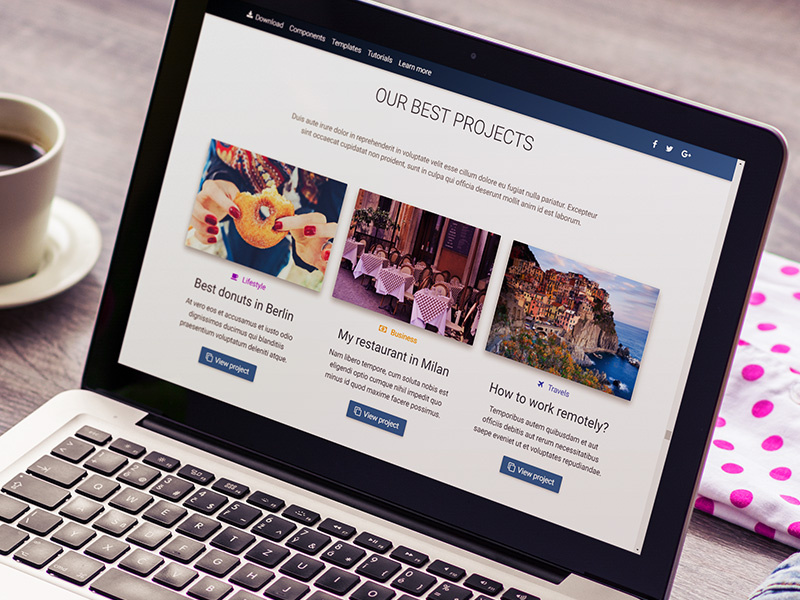 Download Components Templates Tutorials Learn more
OUR BEST PROJECTS
Duis aute irure dolor in reprehenderit in voluptate velit esse cillum dolore eu fugiat nulla pariatur. Excepteur
sint occaecat cupidatat non proident, sunt in culpa qui officia deserunt mollit anim id est laborum.
Lifestyle
Best donuts in Berlin
At vero eos et accusamus et iusto odio
dignissimos ducimus qui blanditiis
praesentium voluptatum deleniti atque.
View project
Business
My restaurant in Milan
Nam libero tempore, cum soluta nobis est
eligendi optio cumque nihil impedit quo
minus id quod maxime facere possimus.
View project
Travels
How to work remotely?
Temporibus autem quibusdam et aut
officiis debitis aut rerum necessitatibus
saepe eveniet ut et voluptates repudiandae.
View project
Q W E R T Z U I O P